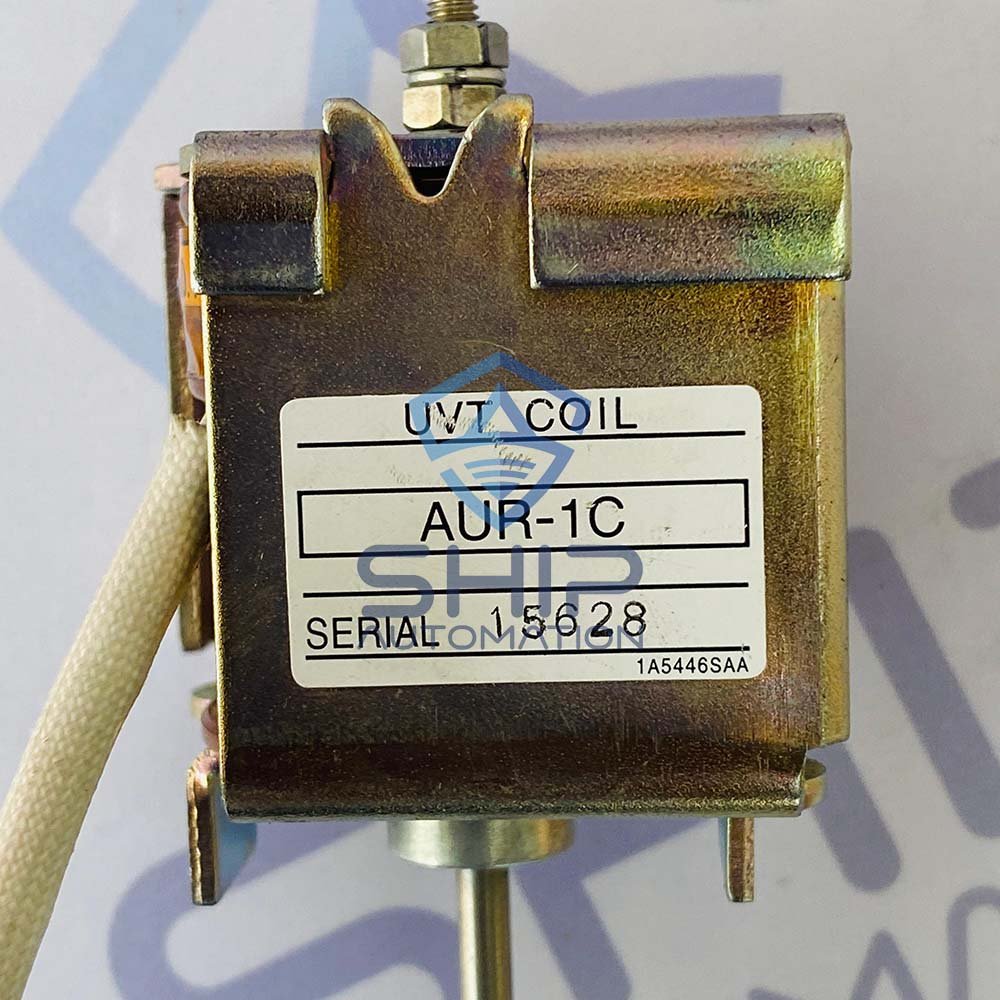 UVT COIL
AUR-1C
SHIP
AUTOMATION
SERIAL 15628
1A5446SAA